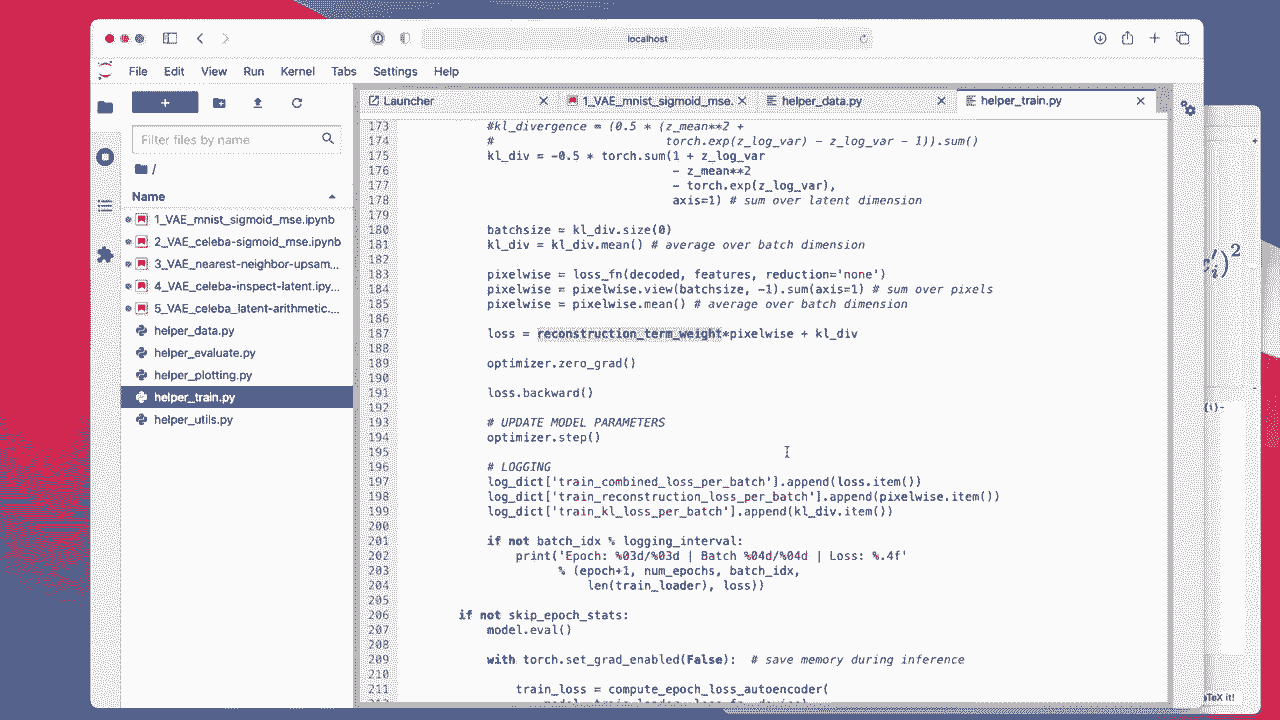 localhost
File Edit View Run Kernel Tabs Settings Help
+
Launcher
1_VAE_mnist_sigmoid_mse.
helper_data.py
helper_train.py
Filter files by name
/
Name
1_VAE_mnist_sigmoid_mse.ipynb
2_VAE_celeba-sigmoid_mse.ipynb
3_VAE_nearest-neighbor-upsam...
4_VAE_celeba-inspect-latent.ipy...
5_VAE_celeba_latent-arithmetic....
helper_data.py
helper_evaluate.py
helper_plotting.py
helper_train.py
helper_utils.py
173 #kl_divergence = (0.5 * (z_mean**2 +
174 # torch.exp(z_log_var) - z_log_var - 1)).sum()
175 kl_div = -0.5 * torch.sum(1 + z_log_var
176 - z_mean**2
177 - torch.exp(z_log_var),
178 axis=1) # sum over latent dimension
179
180 batchsize = kl_div.size(0)
181 kl_div = kl_div.mean() # average over batch dimension
182
183 pixelwise = loss_fn(decoded, features, reduction='none')
184 pixelwise = pixelwise.view(batchsize, -1).sum(axis=1) # sum over pixels
185 pixelwise = pixelwise.mean() # average over batch dimension
186
187 loss = reconstruction_term_weight*pixelwise + kl_div
188
189 optimizer.zero_grad()
190
191 loss.backward()
192
193 # UPDATE MODEL PARAMETERS
194 optimizer.step()
195
196 # LOGGING
197 log_dict['train_combined_loss_per_batch'].append(loss.item())
198 log_dict['train_reconstruction_loss_per_batch'].append(pixelwise.item())
199 log_dict['train_kl_loss_per_batch'].append(kl_div.item())
200
201 if not batch_idx % logging_interval:
202 print('Epoch: %03d/%03d | Batch %04d/%04d | Loss: %.4f'
203 % (epoch+1, num_epochs, batch_idx,
204 len(train_loader), loss))
205
206 if not skip_epoch_stats:
207 model.eval()
208
209 with torch.set_grad_enabled(False): # save memory during inference
210
211 train_loss = compute_epoch_loss_autoencoder(